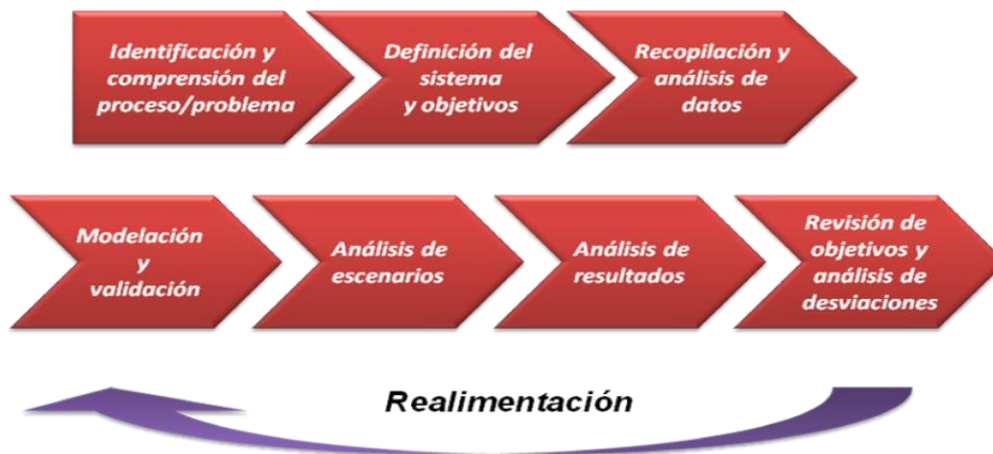 Identificación y
comprensión del
proceso/problema
Definición del
sistema
y objetivos
Recopilación y
análisis de
datos
Modelación
y
validación
Análisis de
escenarios
Análisis de
resultados
Revisión de
objetivos y
análisis de
desviaciones
Realimentación